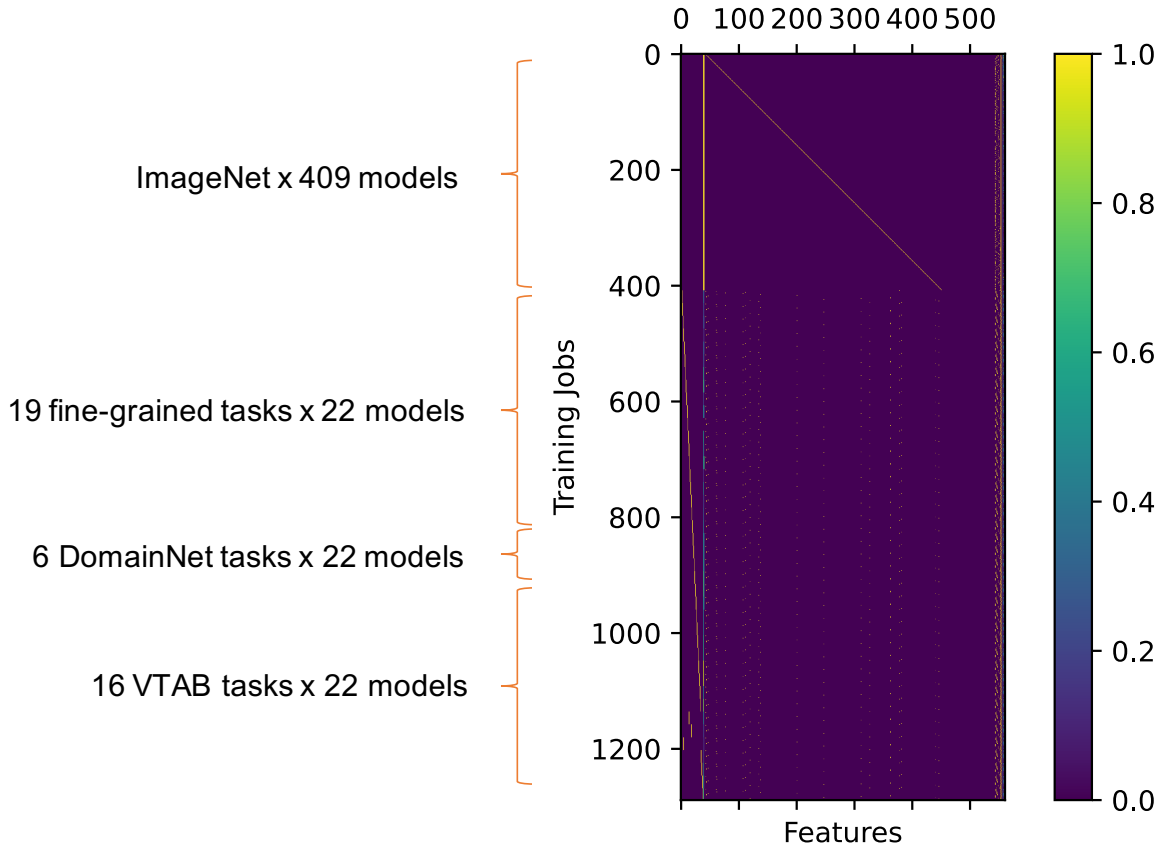 0 100 200 300 400 500
0
200
400
600
800
1000
1200
Training Jobs
Features
ImageNet x 409 models
19 fine-grained tasks x 22 models
6 DomainNet tasks x 22 models
16 VTAB tasks x 22 models
1.0
0.8
0.6
0.4
0.2
0.0